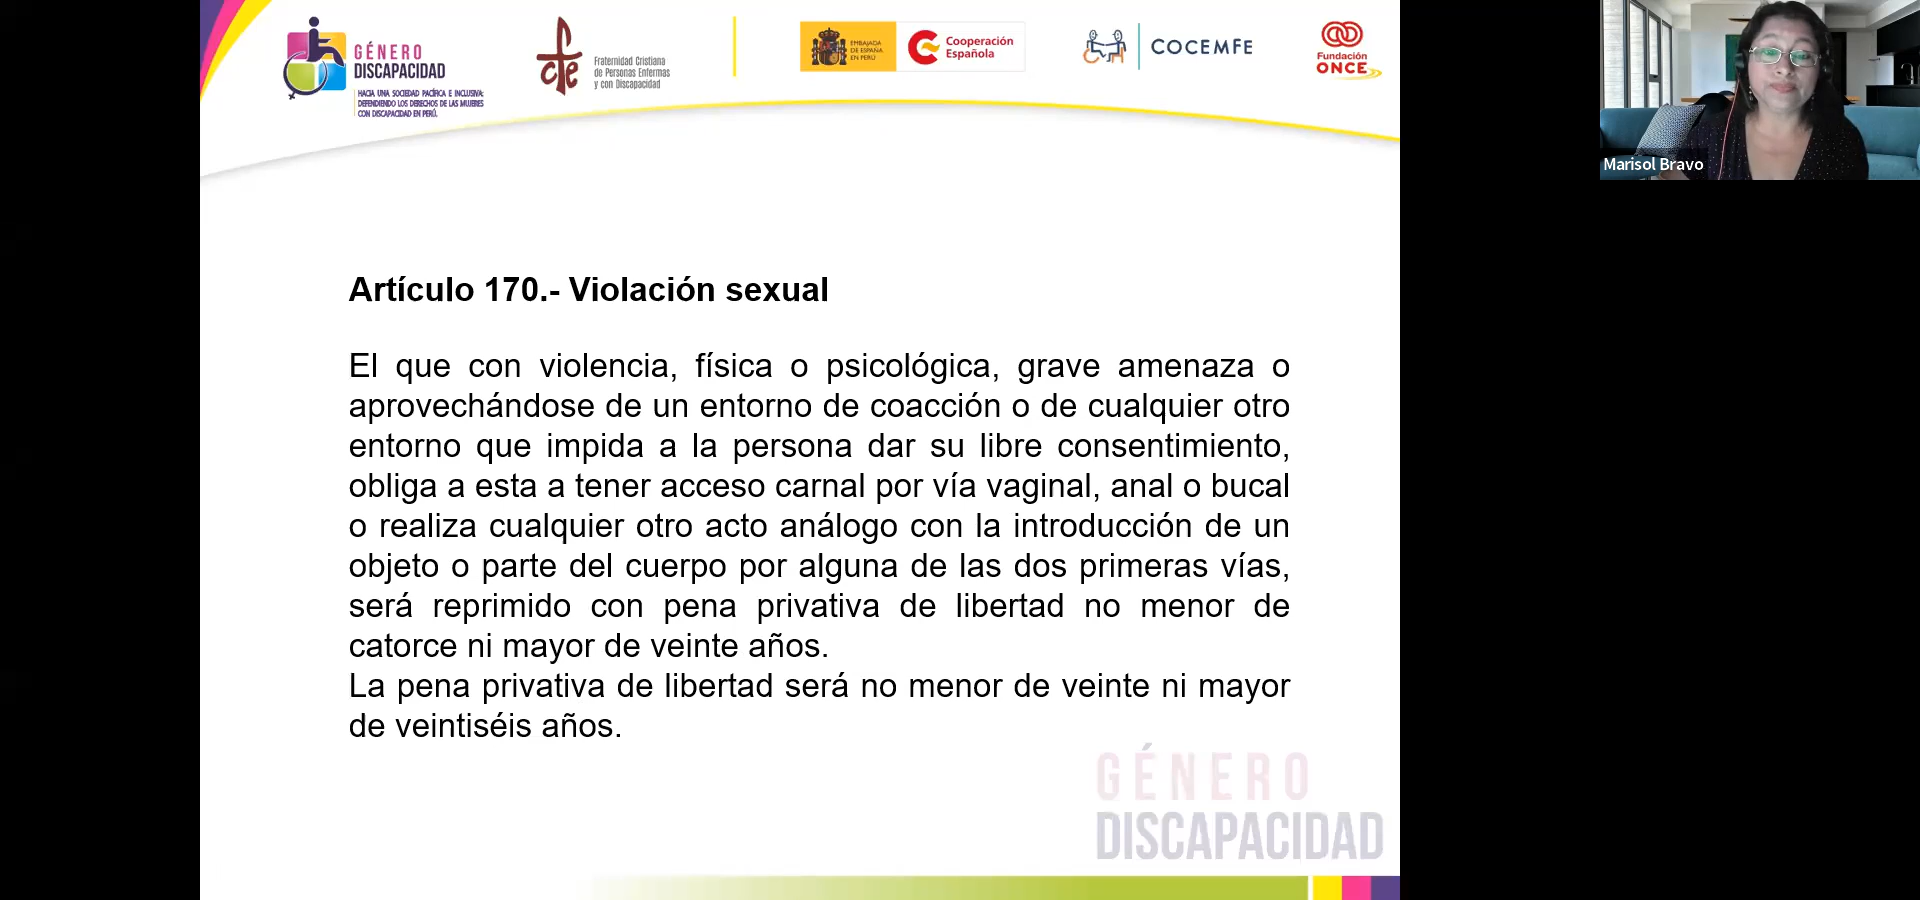 GÉNERO
DISCAPACIDAD
HACIA UNA SOCIEDAD PACÍFICA E INCLUSIVA:
DEFENDIENDO LOS DERECHOS DE LAS MUJERES
CON DISCAPACIDAD EN PERÚ.
Fraternidad Cristiana
de Personas Enfermas
y con Discapacidad
EMBAJADA
DE ESPAÑA
EN PERÚ
Cooperación
Española
COCEMFE
Fundación
ONCE
Marisol Bravo
Artículo 170.- Violación sexual
El que con violencia, física o psicológica, grave amenaza o
aprovechándose de un entorno de coacción o de cualquier otro
entorno que impida a la persona dar su libre consentimiento,
obliga a esta a tener acceso carnal por vía vaginal, anal o bucal
o realiza cualquier otro acto análogo con la introducción de un
objeto o parte del cuerpo por alguna de las dos primeras vías,
será reprimido con pena privativa de libertad no menor de
catorce ni mayor de veinte años.
La pena privativa de libertad será no menor de veinte ni mayor
de veintiséis años.
GÉNERO
DISCAPACIDAD